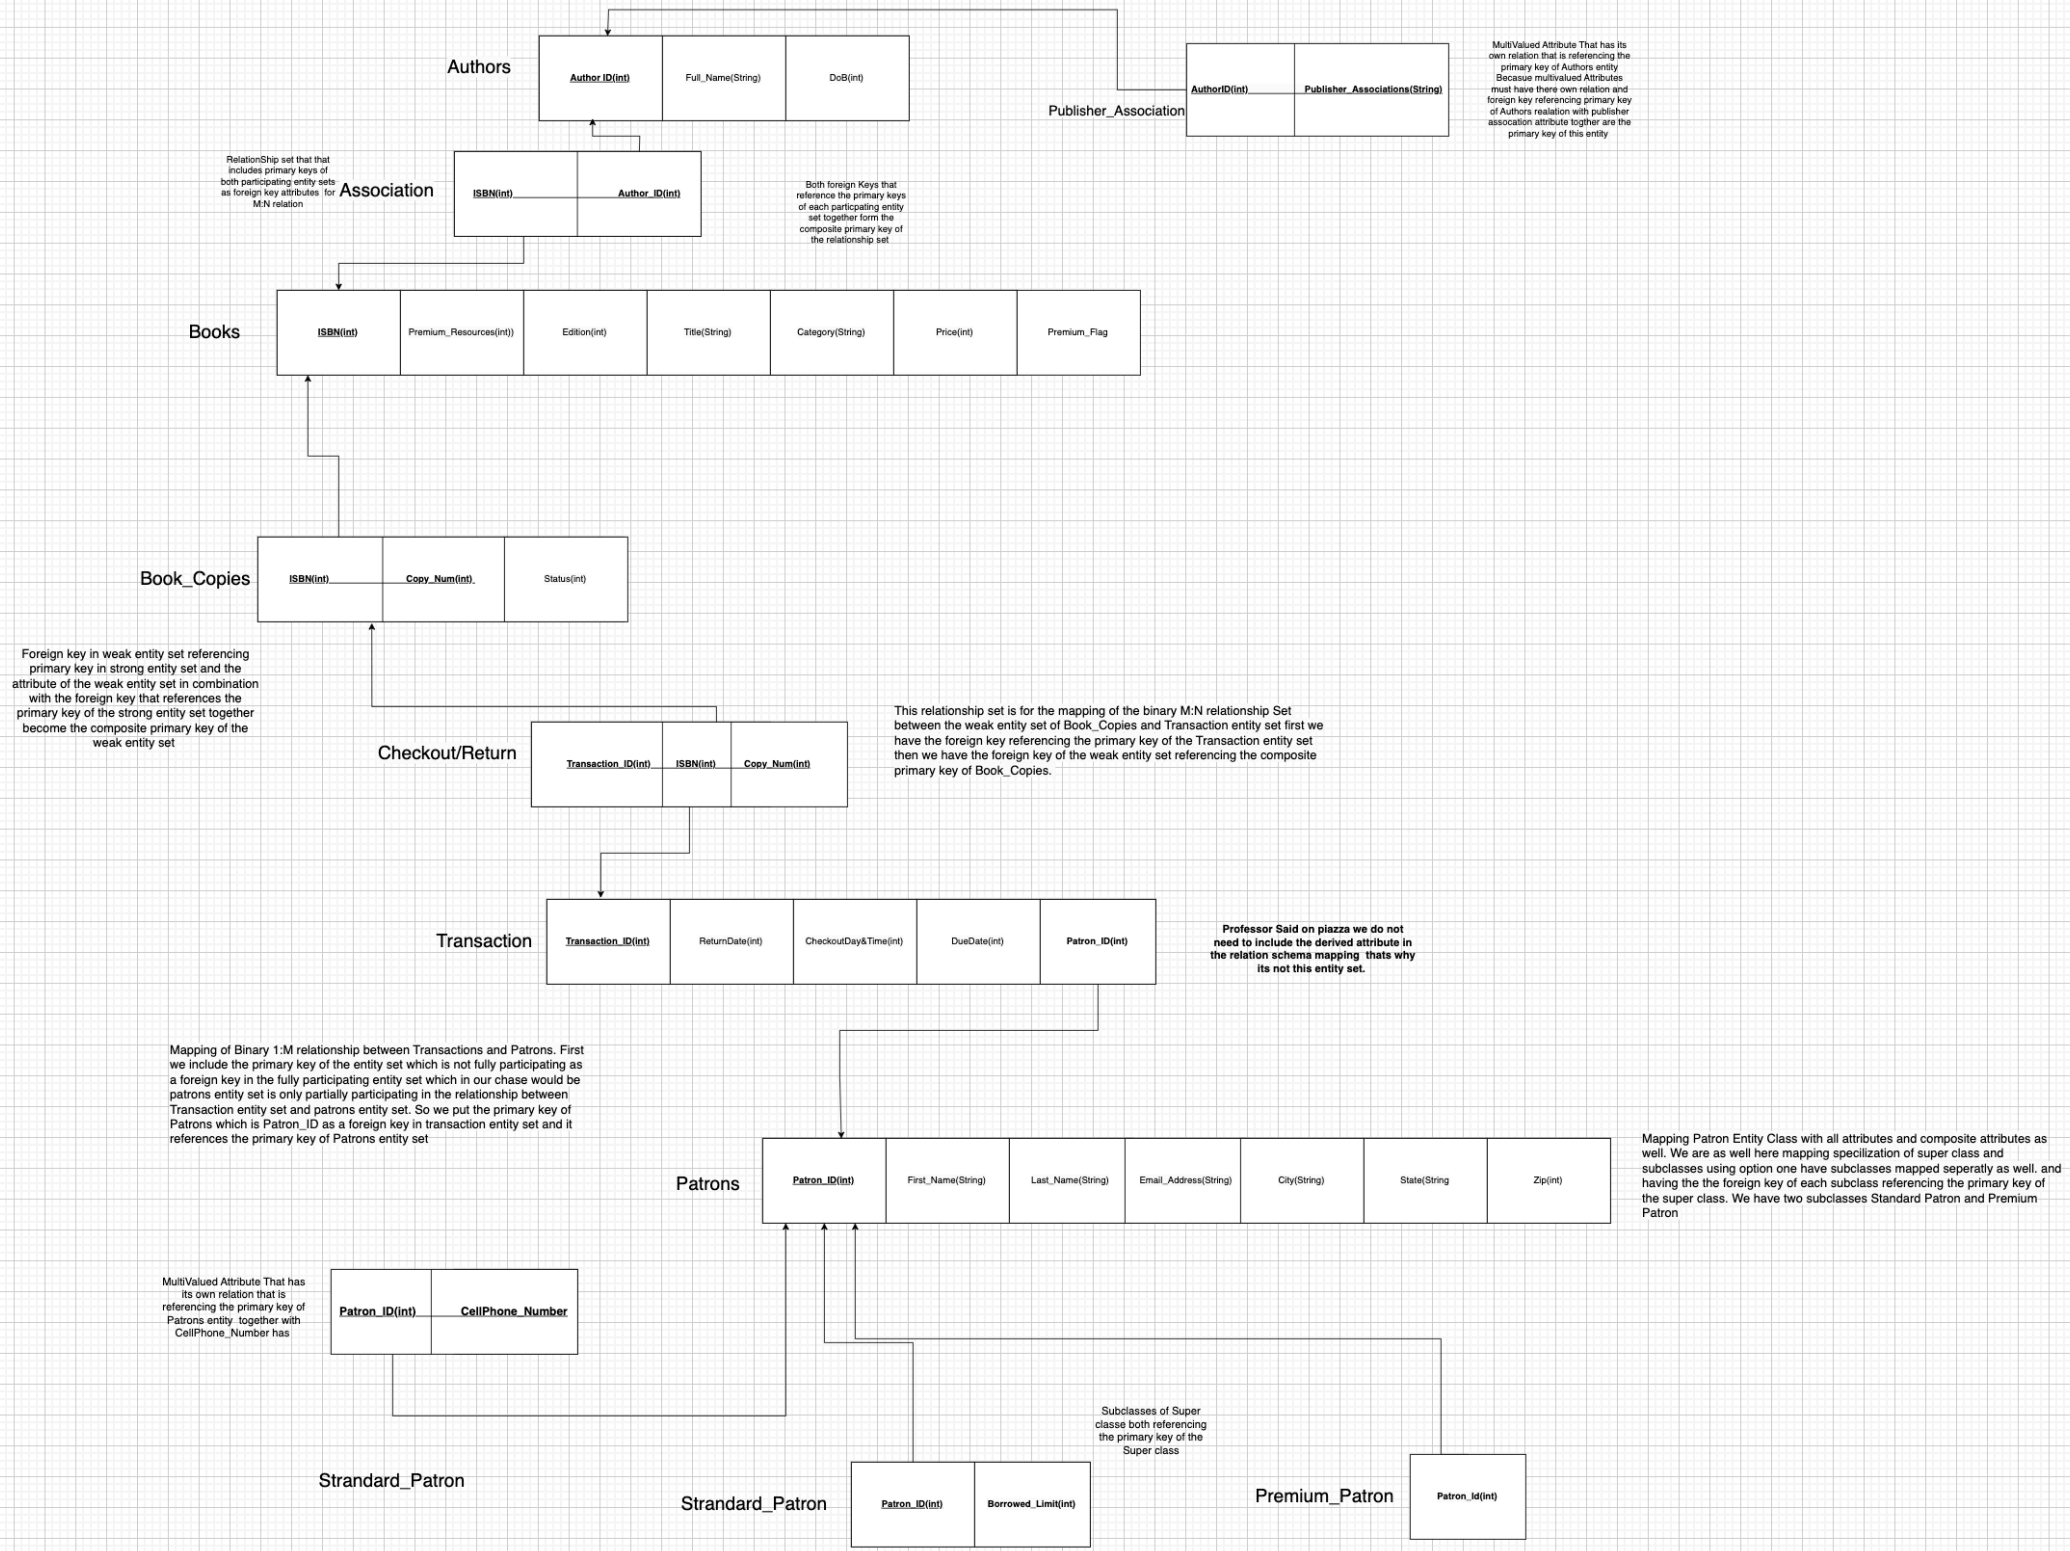 Authors
Author ID(int)
Full_Name(String)
DoB(int)
Publisher_Association
AuthorID(int)
Publisher_Associations(String)
MultiValued Attribute That has its
own relation that is referencing the
primary key of Authors entity
Becasue multivalued Attributes
must have there own relation and
foreign key referencing primary key
of Authors realation with publisher
assocation attribute togther are the
primary key of this entity
RelationShip set that that
includes primary keys of
both participating entity sets
as foreign key attributes for
M:N relation
Association
ISBN(int)
Author_ID(int)
Both foreign Keys that
reference the primary keys
of each particpating entity
set together form the
composite primary key of
the relationship set
Books
ISBN(int)
Premium_Resources(int))
Edition(int)
Title(String)
Category(String)
Price(int)
Premium_Flag
Book_Copies
ISBN(int)
Copy_Num(int)
Status(int)
Foreign key in weak entity set referencing
primary key in strong entity set and the
attribute of the weak entity set in combination
with the foreign key that references the
primary key of the strong entity set together
become the composite primary key of the
weak entity set
Checkout/Return
Transaction_ID(int)
ISBN(int)
Copy_Num(int)
This relationship set is for the mapping of the binary M:N relationship Set
between the weak entity set of Book_Copies and Transaction entity set first we
have the foreign key referencing the primary key of the Transaction entity set
then we have the foreign key of the weak entity set referencing the composite
primary key of Book_Copies.
Transaction
Transaction_ID(int)
ReturnDate(int)
CheckoutDay&Time(int)
DueDate(int)
Patron_ID(int)
Professor Said on piazza we do not
need to include the derived attribute in
the relation schema mapping thats why
its not this entity set.
Mapping of Binary 1:M relationship between Transactions and Patrons. First
we include the primary key of the entity set which is not fully participating as
a foreign key in the fully participating entity set which in our chase would be
patrons entity set is only partially participating in the relationship between
Transaction entity set and patrons entity set. So we put the primary key of
Patrons which is Patron_ID as a foreign key in transaction entity set and it
references the primary key of Patrons entity set
Patrons
Patron_ID(int)
First_Name(String)
Last_Name(String)
Email_Address(String)
City(String)
State(String
Zip(int)
Mapping Patron Entity Class with all attributes and composite attributes as
well. We are as well here mapping specilization of super class and
subclasses using option one have subclasses mapped seperatly as well. and
having the the foreign key of each subclass referencing the primary key of
the super class. We have two subclasses Standard Patron and Premium
Patron
MultiValued Attribute That has
its own relation that is
referencing the primary key of
Patrons entity together with
CellPhone_Number has
Patron_ID(int)
CellPhone_Number
Strandard_Patron
Subclasses of Super
classe both referencing
the primary key of the
Super class
Strandard_Patron
Patron_ID(int)
Borrowed_Limit(int)
Premium_Patron
Patron_Id(int)